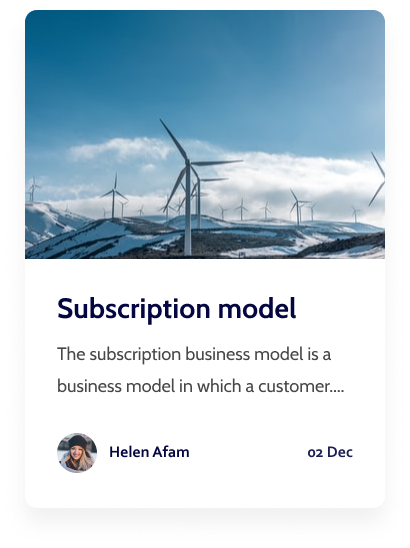 Subscription model
The subscription business model is a
business model in which a customer....
Helen Afam
02 Dec